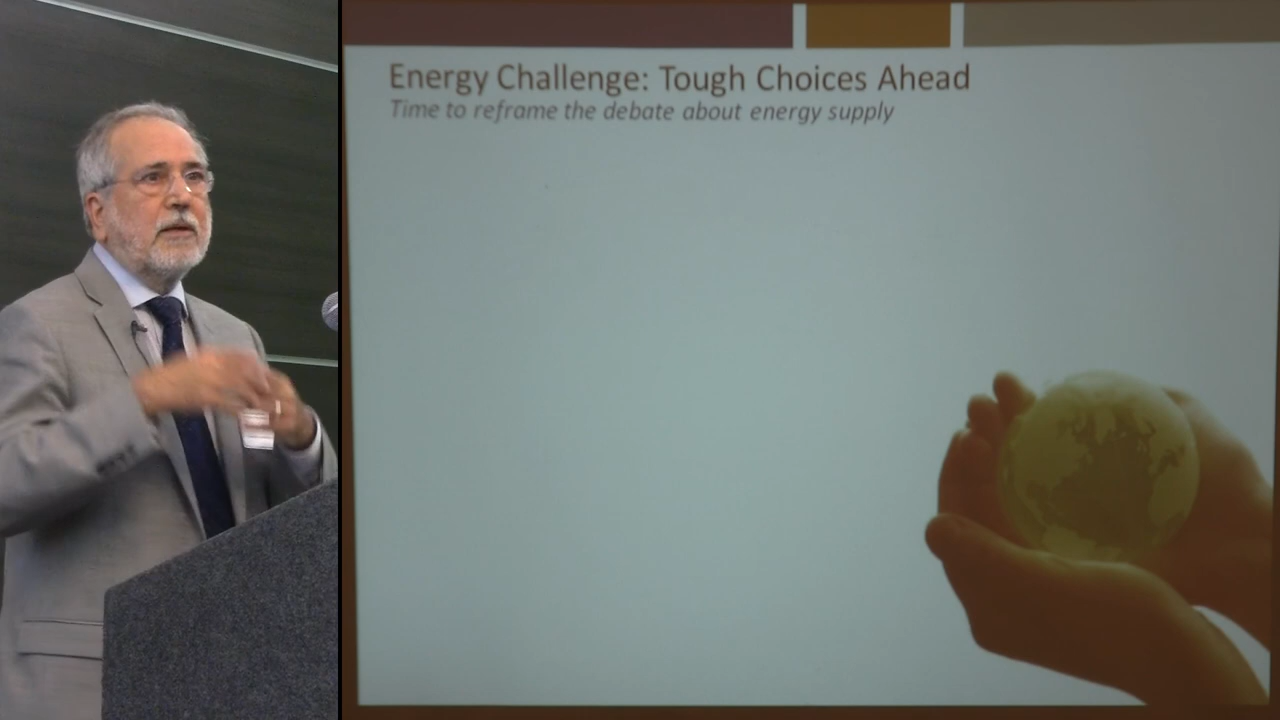 Energy Challenge: Tough Choices Ahead
Time to reframe the debate about energy supply